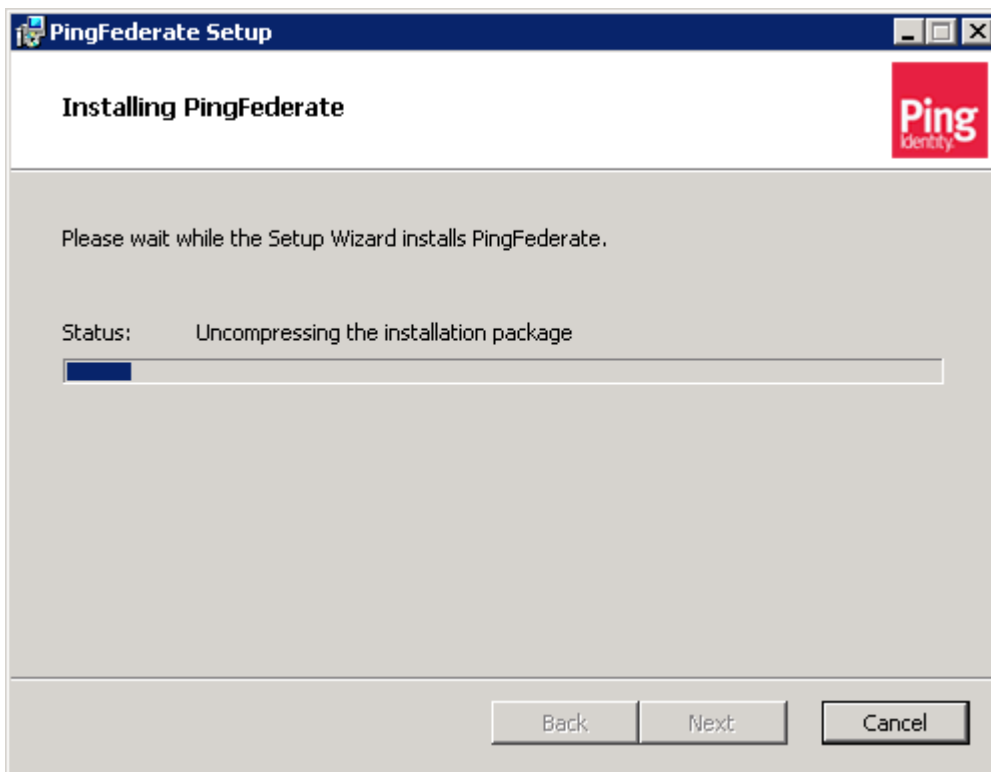 PingFederate Setup
Installing PingFederate
Ping
Identity.
Please wait while the Setup Wizard installs PingFederate.
Status: Uncompressing the installation package
Back Next Cancel